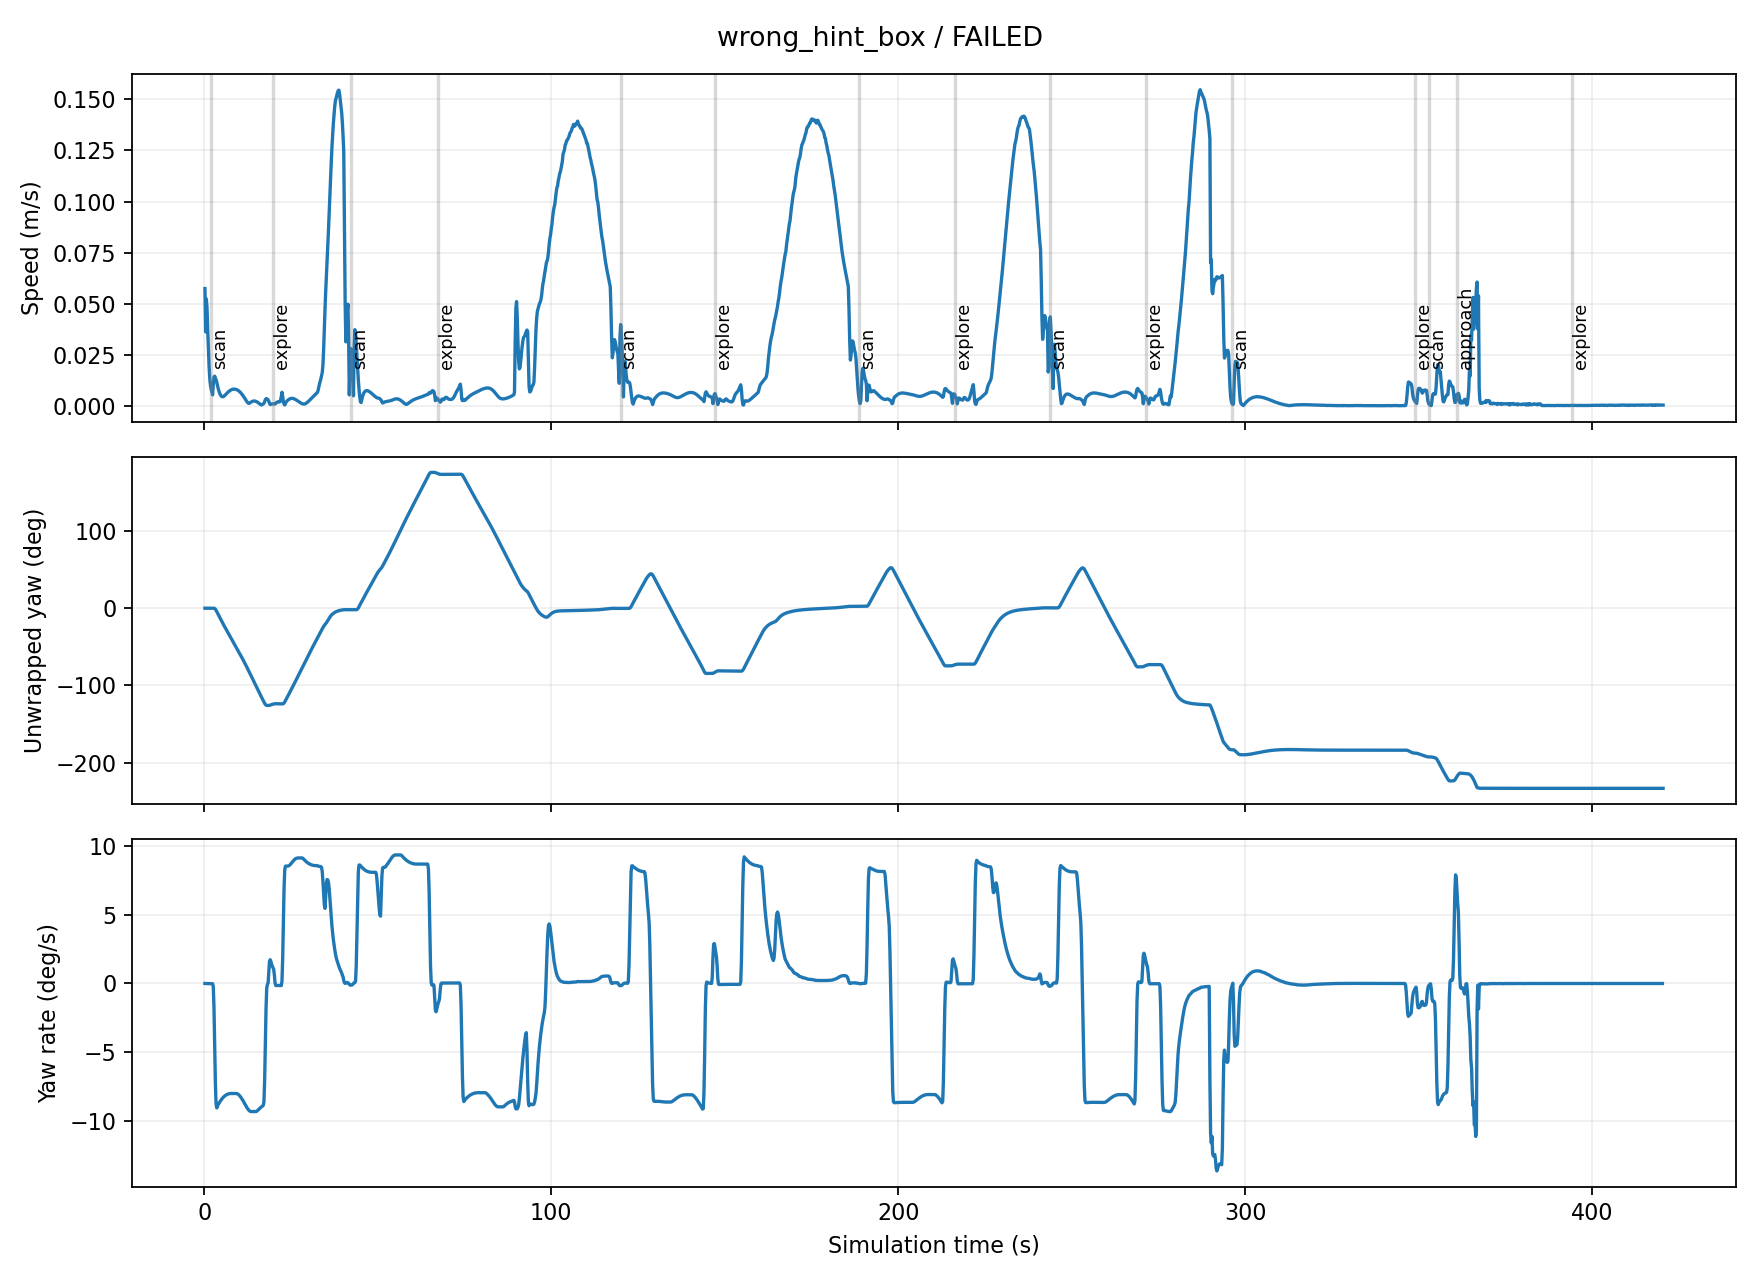 wrong_hint_box / FAILED
Speed (m/s)
0.150
0.125
0.100
0.075
0.050
0.025
0.000
scan
explore
scan
explore
scan
explore
scan
explore
scan
explore
scan
explore
scan
approach
explore
Unwrapped yaw (deg)
100
0
−100
−200
Yaw rate (deg/s)
10
5
0
−5
−10
0
100
200
300
400
Simulation time (s)